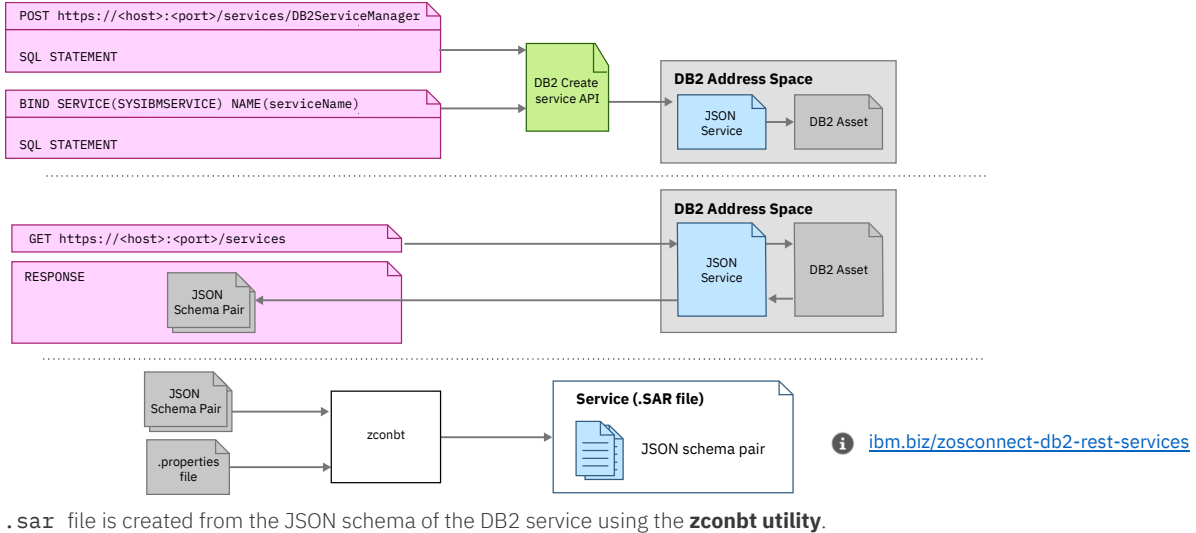 POST https://<host>:<port>/services/DB2ServiceManager
SQL STATEMENT
BIND SERVICE(SYSIBMSERVICE) NAME(serviceName)
SQL STATEMENT
DB2 Create
service API
DB2 Address Space
JSON
Service
DB2 Asset
GET https://<host>:<port>/services
RESPONSE
JSON
Schema Pair
DB2 Address Space
JSON
Service
DB2 Asset
JSON
Schema Pair
.properties
file
zconbt
Service (.SAR file)
JSON schema pair
i
ibm.biz/zosconnect-db2-rest-services
.sar file is created from the JSON schema of the DB2 service using the zconbt utility.